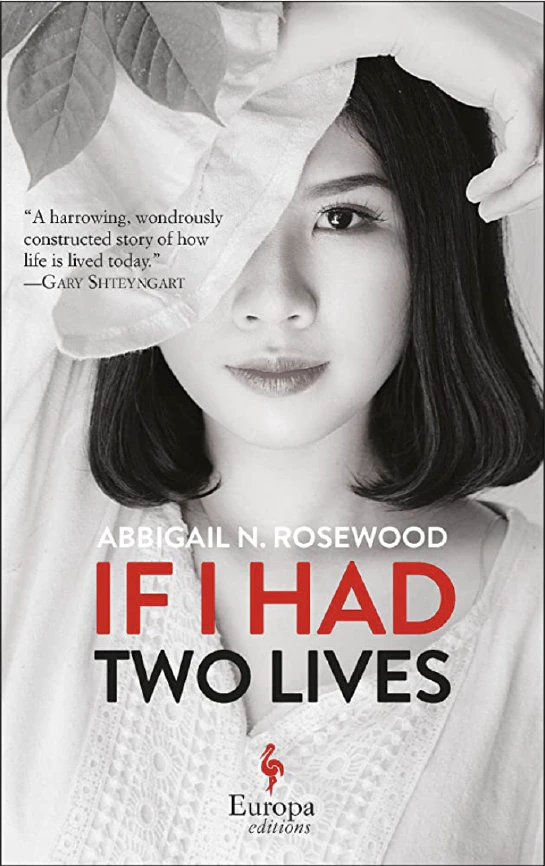 “A harrowing, wondrously
constructed story of how
life is lived today.”
—GARY SHTEYNGART
ABBIGAIL N. ROSEWOOD
IF I HAD
TWO LIVES
Europa
editions